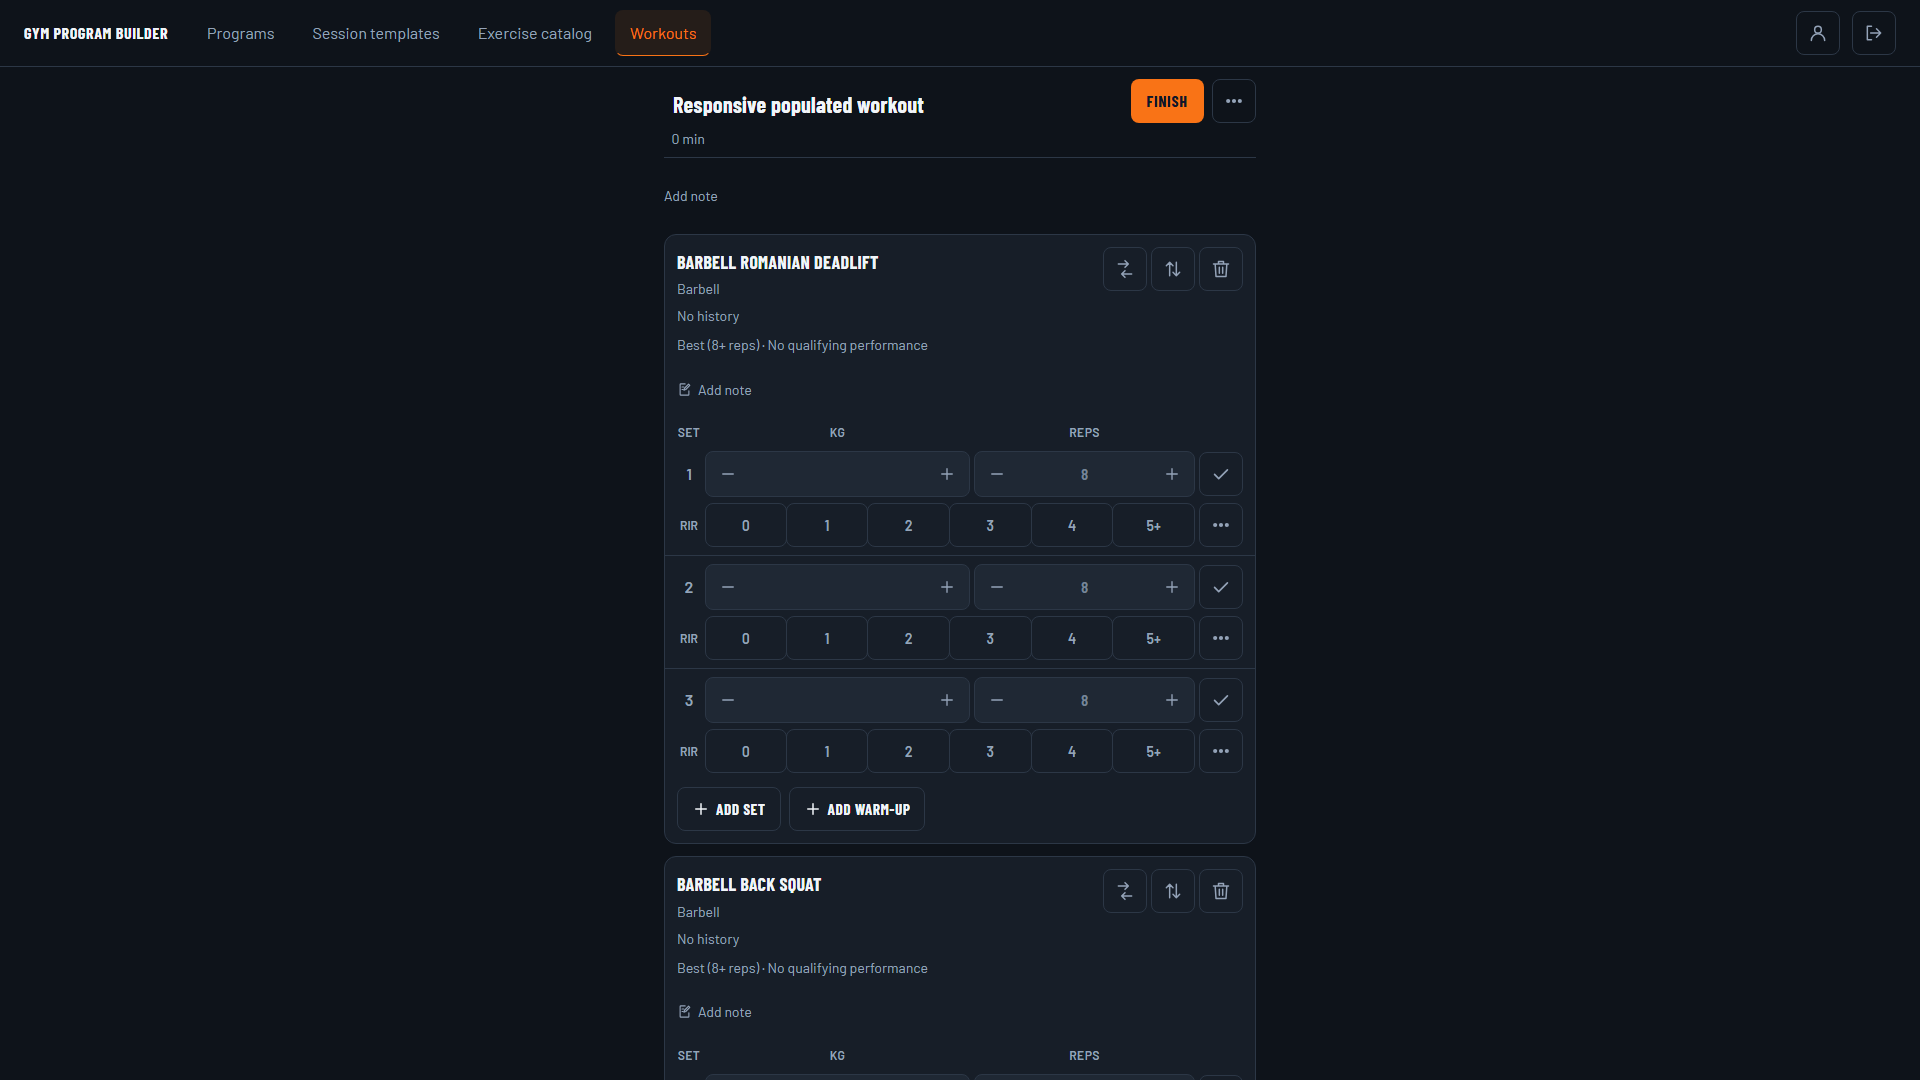 GYM PROGRAM BUILDER Programs Session templates Exercise catalog Workouts
Responsive populated workout FINISH
0 min
Add note
BARBELL ROMANIAN DEADLIFT
Barbell
No history
Best (8+ reps) · No qualifying performance
Add note
SET KG REPS
1 8
RIR 0 1 2 3 4 5+
2 8
RIR 0 1 2 3 4 5+
3 8
RIR 0 1 2 3 4 5+
ADD SET ADD WARM-UP
BARBELL BACK SQUAT
Barbell
No history
Best (8+ reps) · No qualifying performance
Add note
SET KG REPS